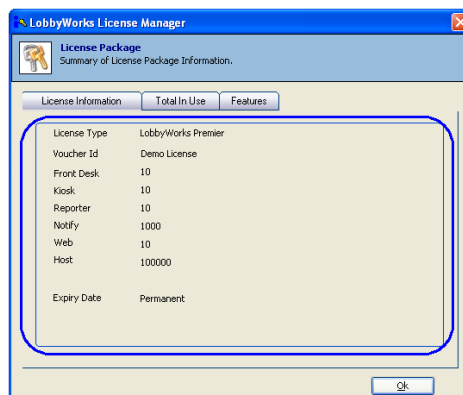 LobbyWorks License Manager
License Package
Summary of License Package Information.
License Information Total In Use Features
License Type LobbyWorks Premier
Voucher Id Demo License
Front Desk 10
Kiosk 10
Reporter 10
Notify 1000
Web 10
Host 100000
Expiry Date Permanent
Ok